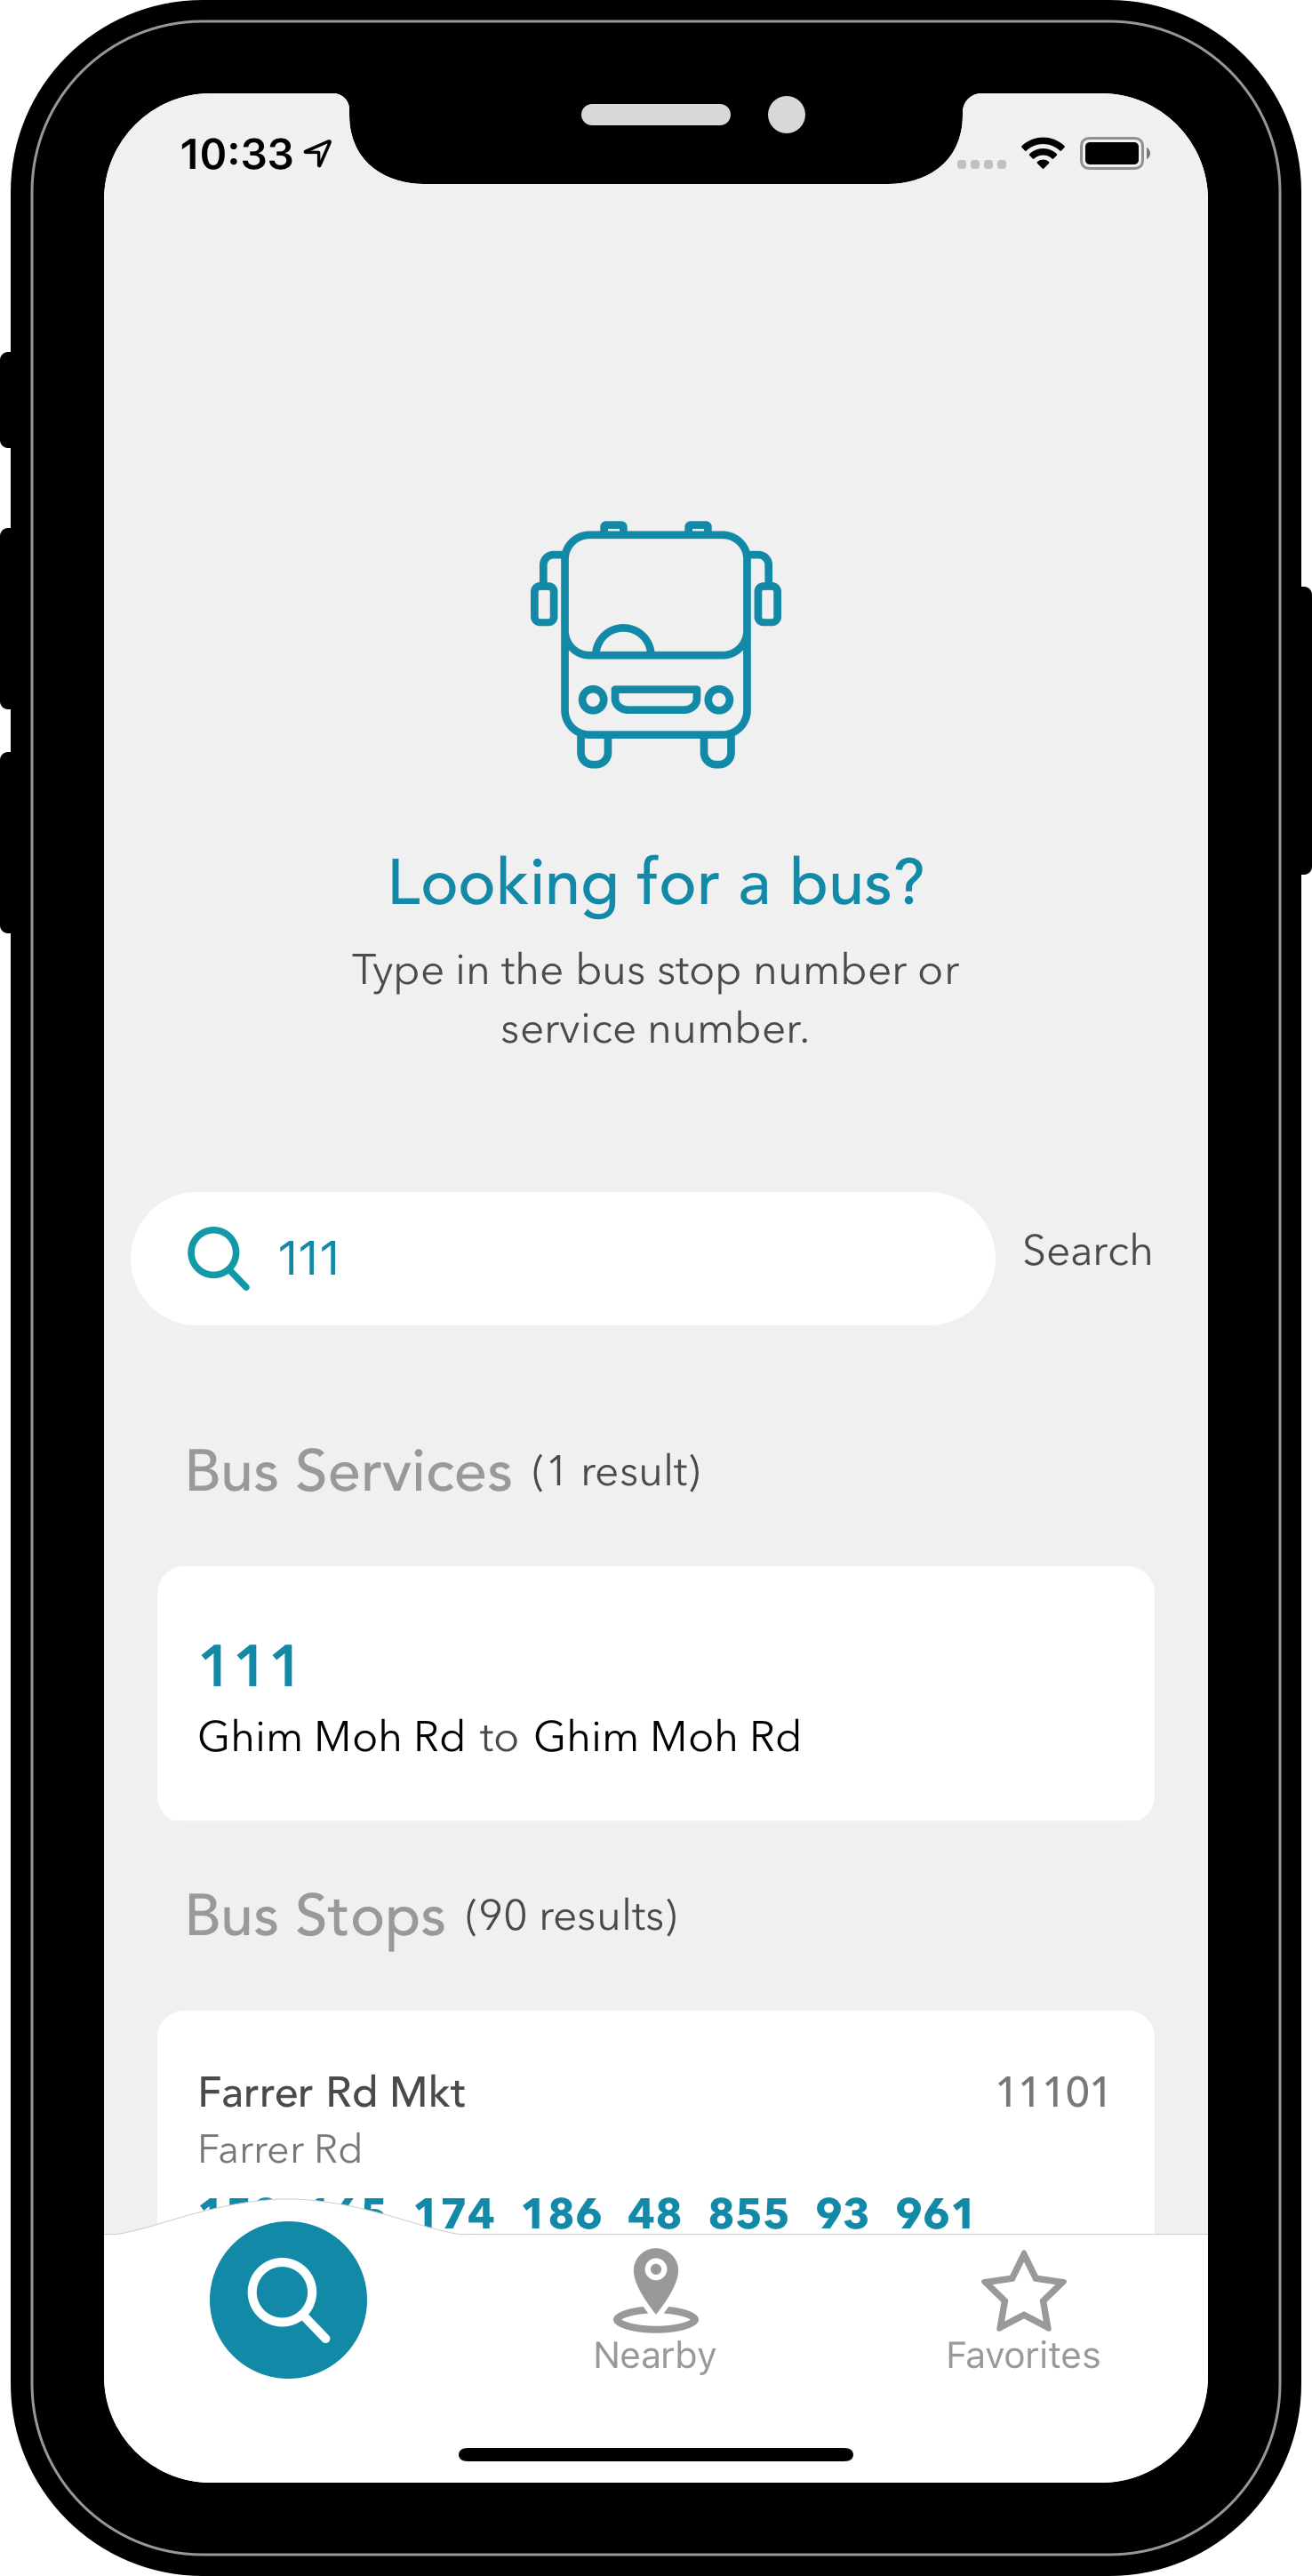 10:33
Looking for a bus?
Type in the bus stop number or
service number.
111
Search
Bus Services (1 result)
111
Ghim Moh Rd to Ghim Moh Rd
Bus Stops (90 results)
Farrer Rd Mkt 11101
Farrer Rd
174 186 48 855 93 961
Nearby
Favorites